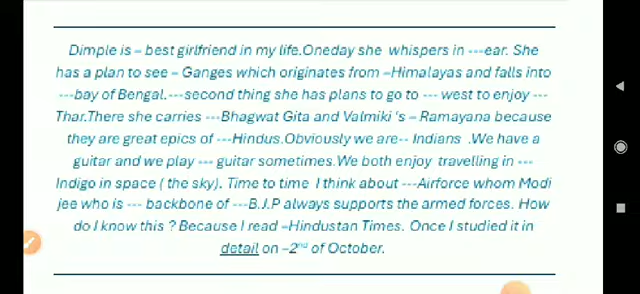 Dimple is – best girlfriend in my life.Oneday she whispers in ---ear. She
has a plan to see – Ganges which originates from –Himalayas and falls into
---bay of Bengal.---second thing she has plans to go to --- west to enjoy ---
Thar.There she carries ---Bhagwat Gita and Valmiki 's – Ramayana because
they are great epics of ---Hindus.Obviously we are-- Indians .We have a
guitar and we play --- guitar sometimes.We both enjoy travelling in ---
Indigo in space ( the sky). Time to time I think about ---Airforce whom Modi
jee who is --- backbone of ---B.J.P always supports the armed forces. How
do I know this ? Because I read –Hindustan Times. Once I studied it in
detail on –2nd of October.